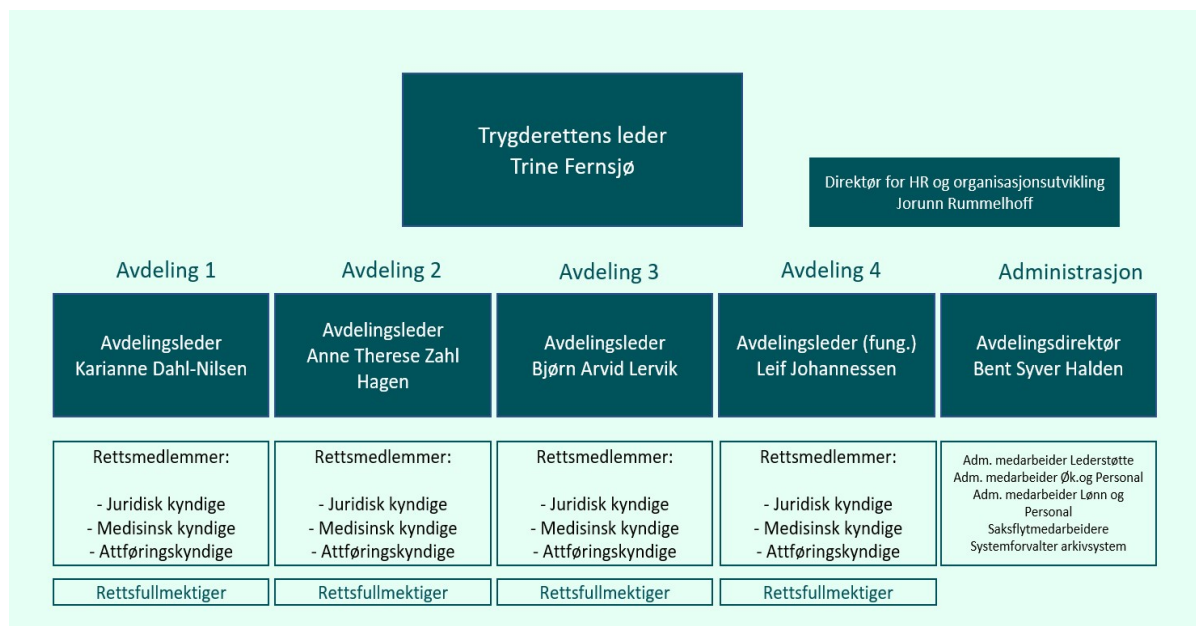 Trygderettens leder
Trine Fernsjø
Direktør for HR og organisasjonsutvikling
Jorunn Rummelhoff
Avdeling 1
Avdeling 2
Avdeling 3
Avdeling 4
Administrasjon
Avdelingsleder
Karianne Dahl-Nilsen
Avdelingsleder
Anne Therese Zahl
Hagen
Avdelingsleder
Bjørn Arvid Lervik
Avdelingsleder (fung.)
Leif Johannessen
Avdelingsdirektør
Bent Syver Halden
Rettsmedlemmer:
- Juridisk kyndige
- Medisinsk kyndige
- Attføringskyndige
Rettsmedlemmer:
- Juridisk kyndige
- Medisinsk kyndige
- Attføringskyndige
Rettsmedlemmer:
- Juridisk kyndige
- Medisinsk kyndige
- Attføringskyndige
Rettsmedlemmer:
- Juridisk kyndige
- Medisinsk kyndige
- Attføringskyndige
Adm. medarbeider Lederstøtte
Adm. medarbeider Øk.og Personal
Adm. medarbeider Lønn og
Personal
Saksflytmedarbeidere
Systemforvalter arkivsystem
Rettsfullmektiger
Rettsfullmektiger
Rettsfullmektiger
Rettsfullmektiger